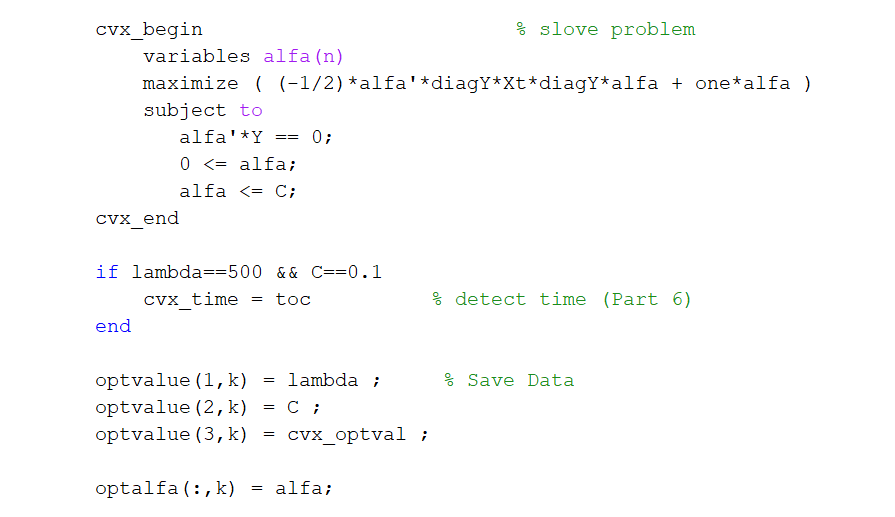 cvx_begin % slove problem
variables alfa(n)
maximize ( (-1/2)*alfa'*diagY*Xt*diagY*alfa + one*alfa )
subject to
alfa'*Y == 0;
0 <= alfa;
alfa <= C;
cvx_end
if lambda==500 && C==0.1
cvx_time = toc % detect time (Part 6)
end
optvalue(1,k) = lambda ; % Save Data
optvalue(2,k) = C ;
optvalue(3,k) = cvx_optval ;
optalfa(:,k) = alfa;